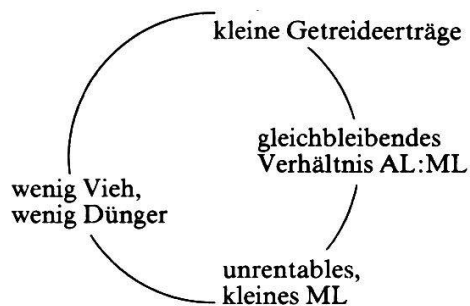 kleine Getreideerträge
gleichbleibendes
Verhältnis AL:ML
wenig Vieh,
wenig Dünger
unrentables,
kleines ML